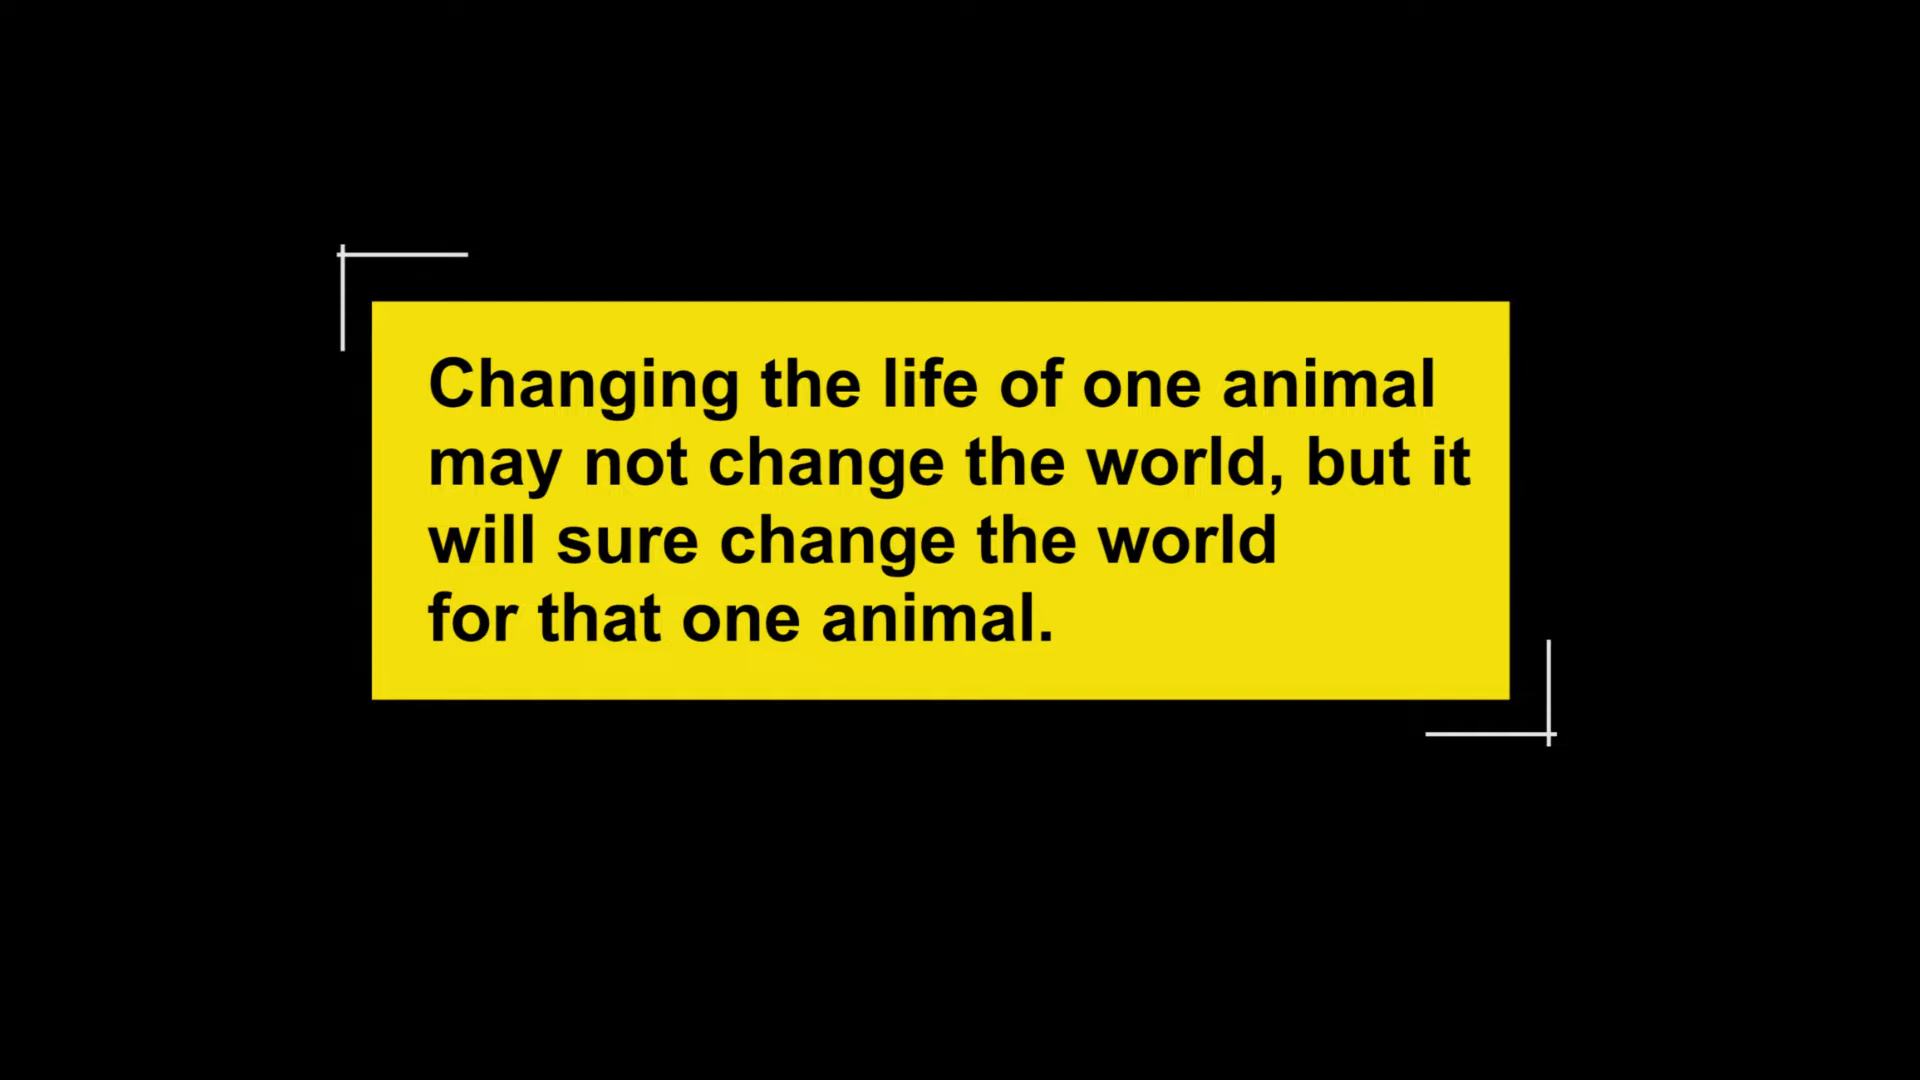 Changing the life of one animal
may not change the world, but it
will sure change the world
for that one animal.